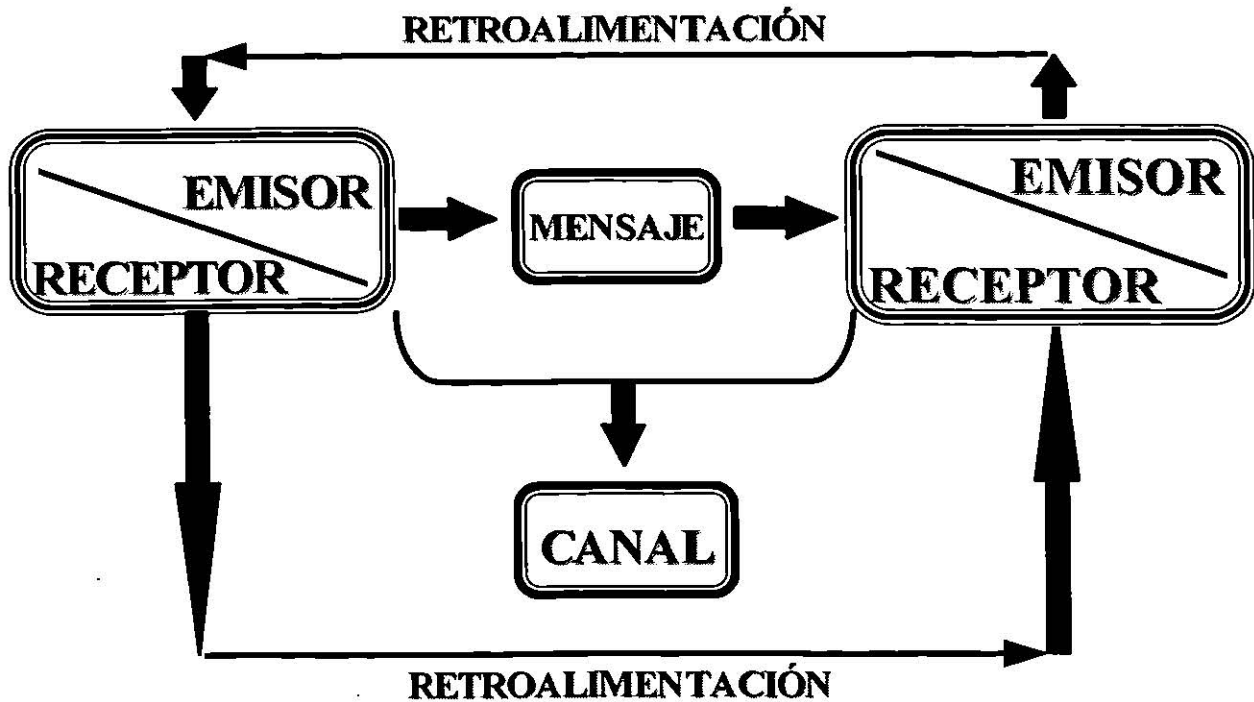 RETROALIMENTACIÓN
EMISOR
RECEPTOR
MENSAJE
EMISOR
RECEPTOR
CANAL
RETROALIMENTACIÓN